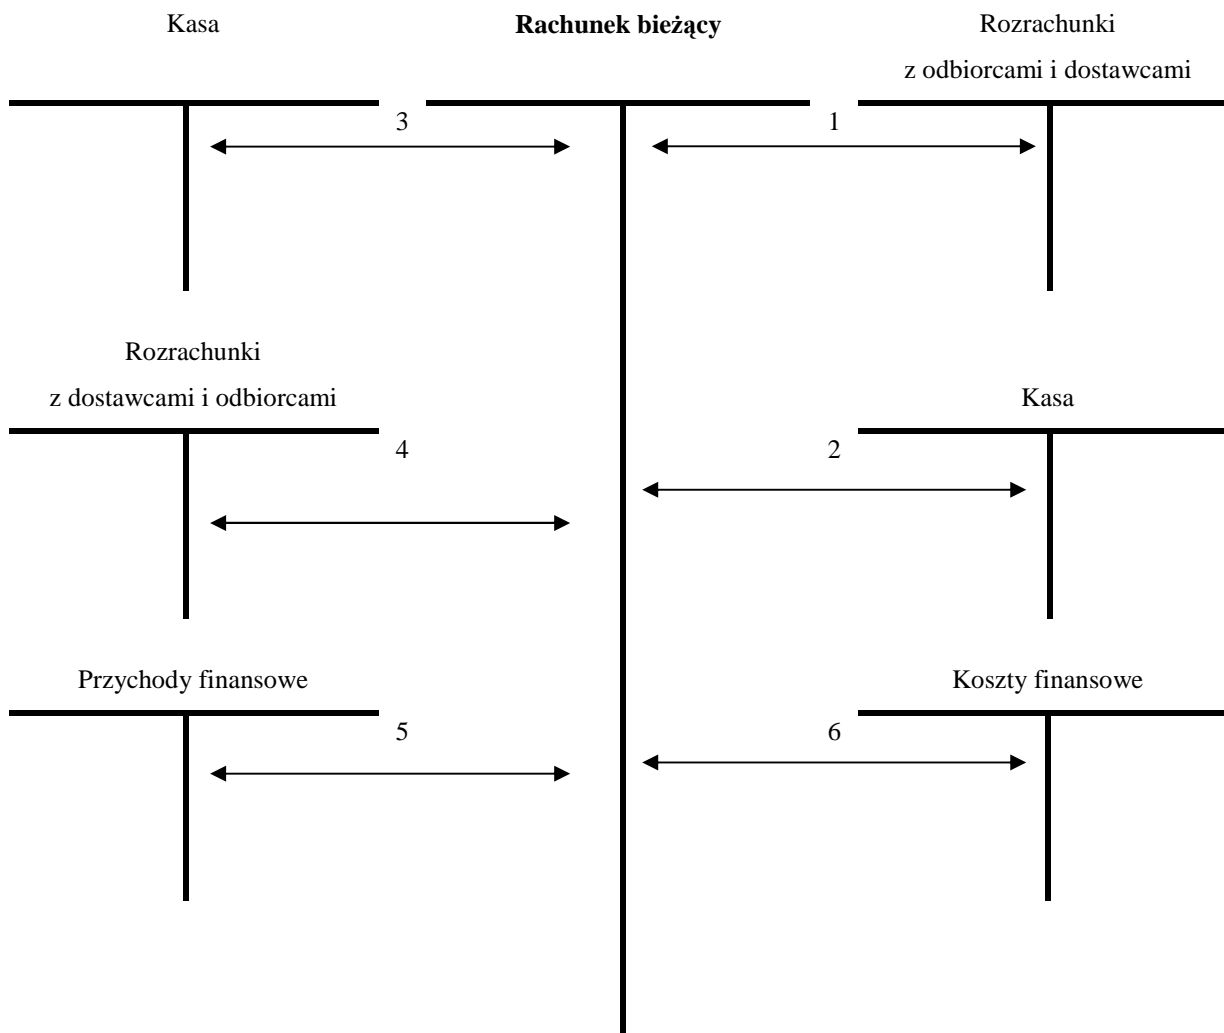 Kasa
Rachunek bieżący
Rozrachunki
z odbiorcami i dostawcami
3
1
Rozrachunki
z dostawcami i odbiorcami
Kasa
4
2
Przychody finansowe
Koszty finansowe
5
6